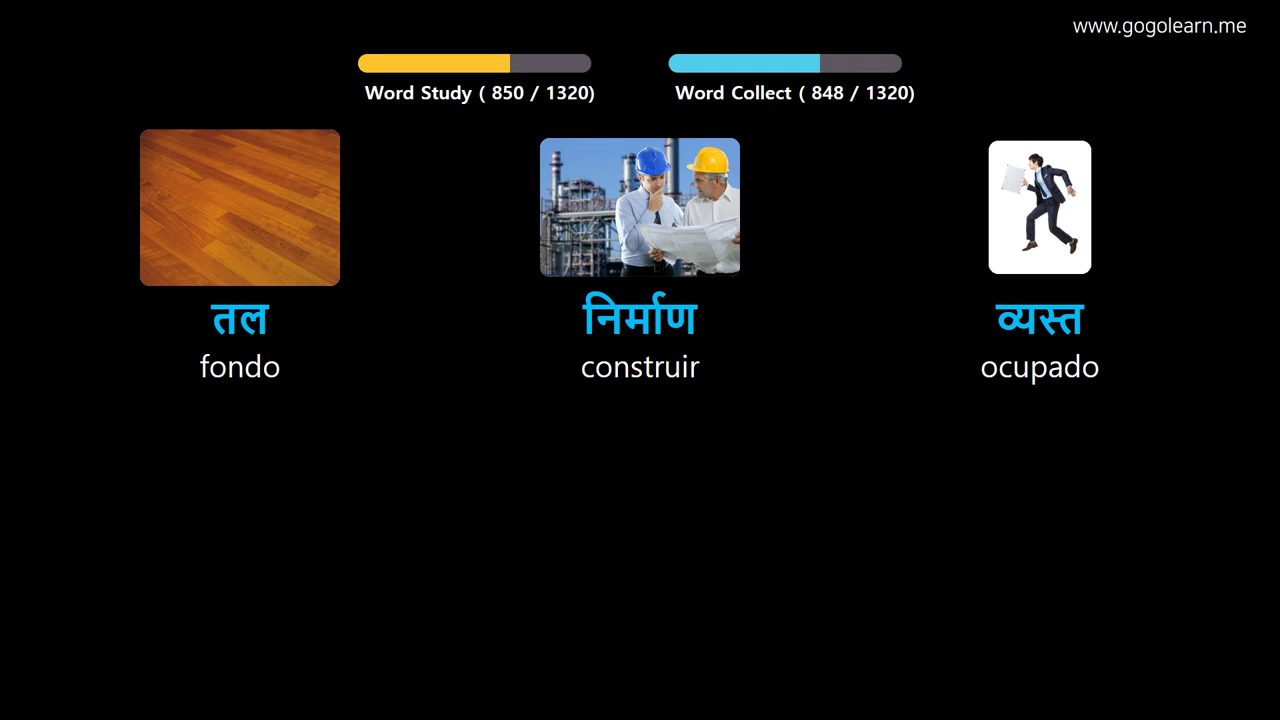 www.gogolearn.me
Word Study ( 850 / 1320)
Word Collect ( 848 / 1320)
तल
निर्माण
व्यस्त
fondo
construir
ocupado